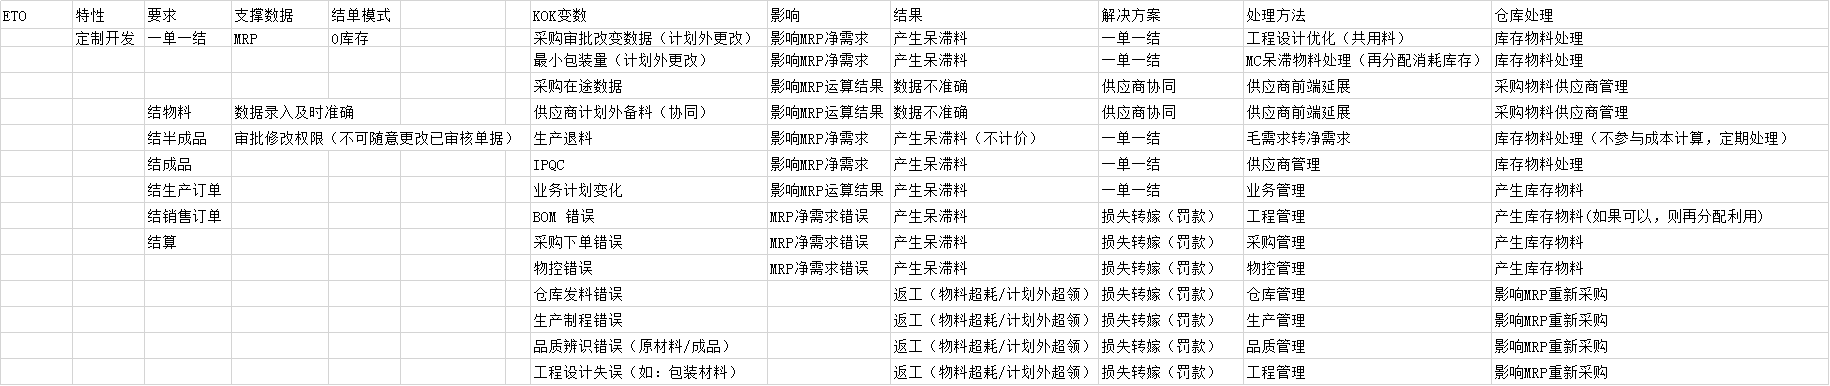 ETO 特性 要求 支撑数据 结单模式 KOK变数 影响 结果 解决方案 处理方法 仓库处理
定制开发 一单一结 MRP 0库存 采购审批改变数据（计划外更改） 影响MRP净需求 产生呆滞料 一单一结 工程设计优化（共用料） 库存物料处理
最小包装量（计划外更改） 影响MRP净需求 产生呆滞料 一单一结 MC呆滞物料处理（再分配消耗库存） 库存物料处理
采购在途数据 影响MRP运算结果 数据不准确 供应商协同 供应商前端延展 采购物料供应商管理
结物料 数据录入及时准确 供应商计划外备料（协同） 影响MRP运算结果 数据不准确 供应商协同 供应商前端延展 采购物料供应商管理
结半成品 审批修改权限（不可随意更改已审核单据） 生产退料 影响MRP净需求 产生呆滞料（不计价） 一单一结 毛需求转净需求 库存物料处理（不参与成本计算，定期处理）
结成品 IPQC 影响MRP净需求 产生呆滞料 一单一结 供应商管理 库存物料处理
结生产订单 业务计划变化 影响MRP运算结果 产生呆滞料 一单一结 业务管理 产生库存物料
结销售订单 BOM 错误 MRP净需求错误 产生呆滞料 损失转嫁（罚款） 工程管理 产生库存物料(如果可以，则再分配利用)
结算 采购下单错误 MRP净需求错误 产生呆滞料 损失转嫁（罚款） 采购管理 产生库存物料
物控错误 MRP净需求错误 产生呆滞料 损失转嫁（罚款） 物控管理 产生库存物料
仓库发料错误 返工（物料超耗/计划外超领） 损失转嫁（罚款） 仓库管理 影响MRP重新采购
生产制程错误 返工（物料超耗/计划外超领） 损失转嫁（罚款） 生产管理 影响MRP重新采购
品质辨识错误（原材料/成品） 返工（物料超耗/计划外超领） 损失转嫁（罚款） 品质管理 影响MRP重新采购
工程设计失误（如：包装材料） 返工（物料超耗/计划外超领） 损失转嫁（罚款） 工程管理 影响MRP重新采购